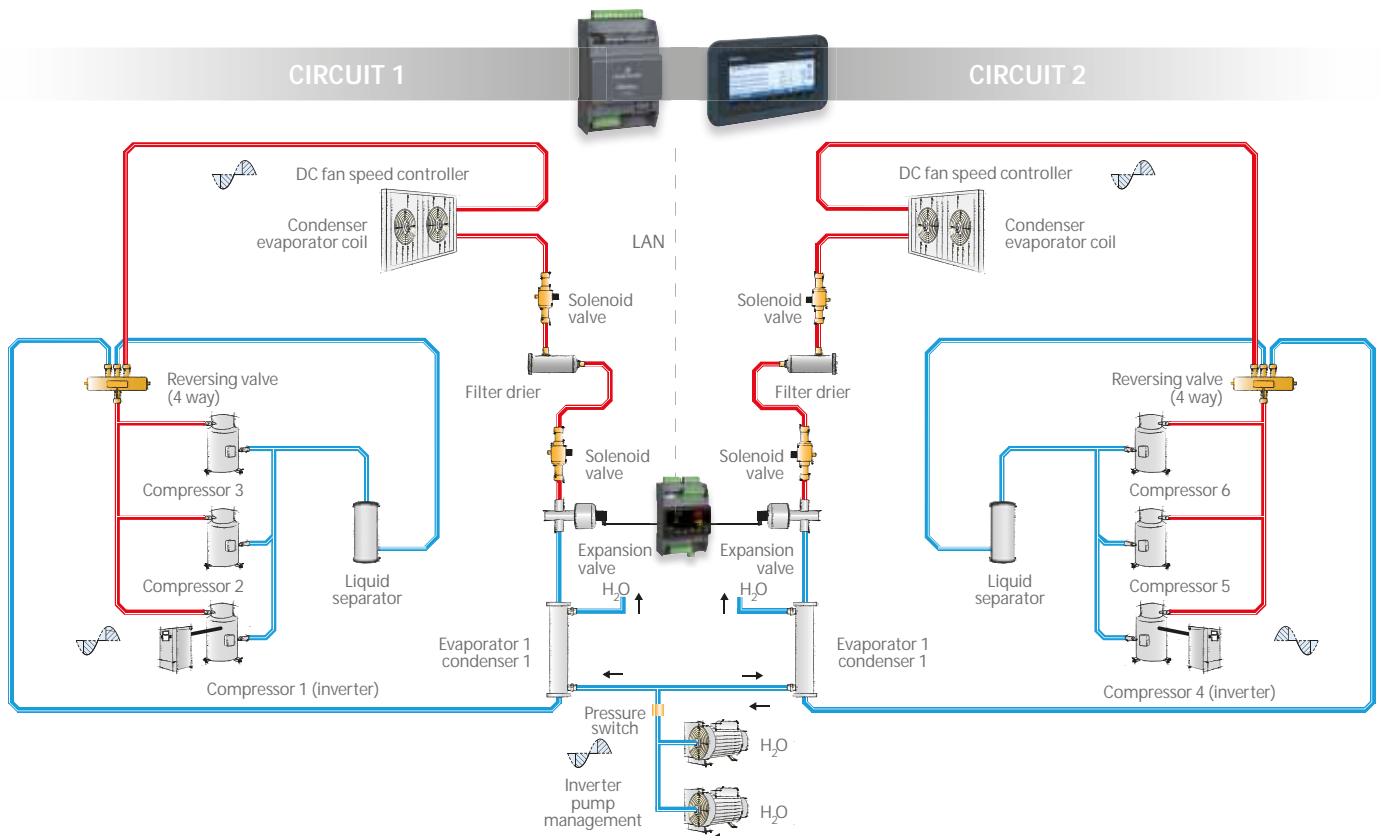 CIRCUIT 1
CIRCUIT 2
DC fan speed controller
Condenser
evaporator coil
DC fan speed controller
Condenser
evaporator coil
LAN
Solenoid
valve
Solenoid
valve
Reversing valve
(4 way)
Filter drier
Filter drier
Reversing valve
(4 way)
Solenoid
valve
Solenoid
valve
Compressor 3
Compressor 6
Expansion
valve
Expansion
valve
H₂O
H₂O
Compressor 2
Liquid
separator
Liquid
separator
Compressor 5
Evaporator 1
condenser 1
Evaporator 1
condenser 1
Compressor 1 (inverter)
Compressor 4 (inverter)
Pressure
switch
H₂O
Inverter
pump
management
H₂O